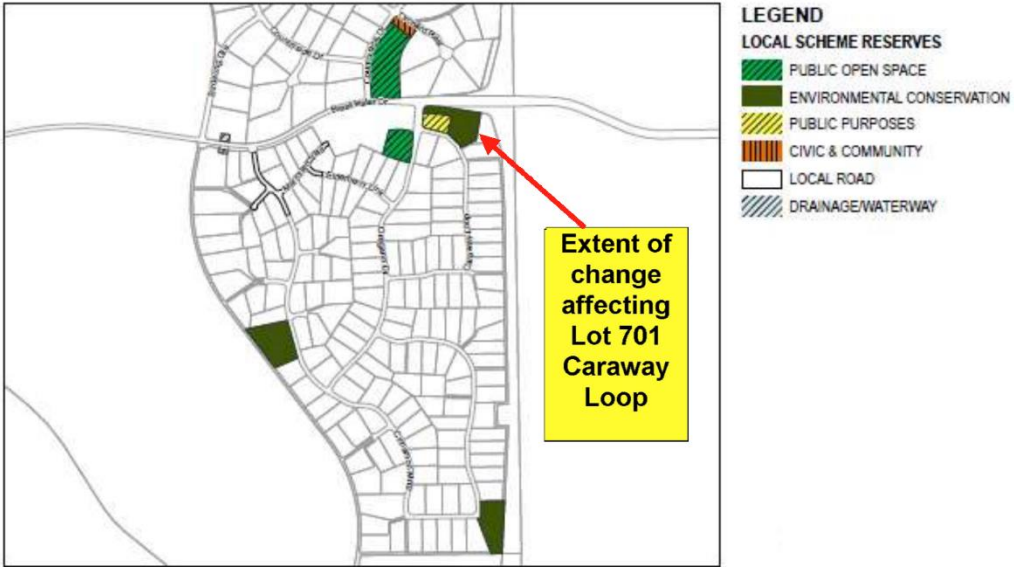 LEGEND
LOCAL SCHEME RESERVES
PUBLIC OPEN SPACE
ENVIRONMENTAL CONSERVATION
PUBLIC PURPOSES
CIVIC & COMMUNITY
LOCAL ROAD
DRAINAGE/WATERWAY
Extent of
change
affecting
Lot 701
Caraway
Loop